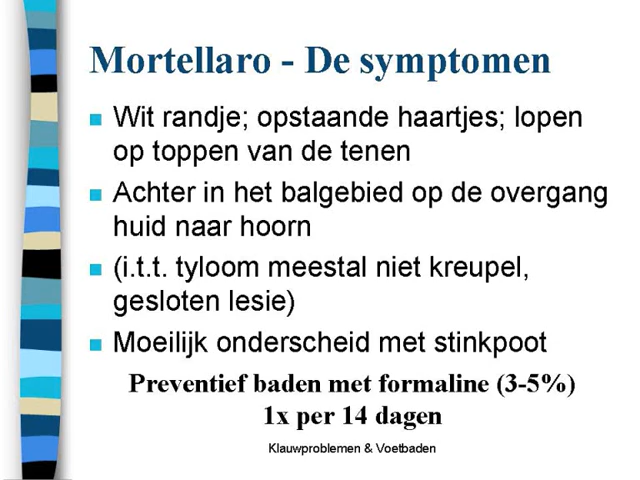 Mortellaro - De symptomen
Wit randje; opstaande haartjes; lopen
op toppen van de tenen
Achter in het balgebied op de overgang
huid naar hoorn
(i.t.t. tyloom meestal niet kreupel,
gesloten lesie)
Moeilijk onderscheid met stinkpoot
Preventief baden met formaline (3-5%)
1x per 14 dagen
Klauwproblemen & Voetbaden